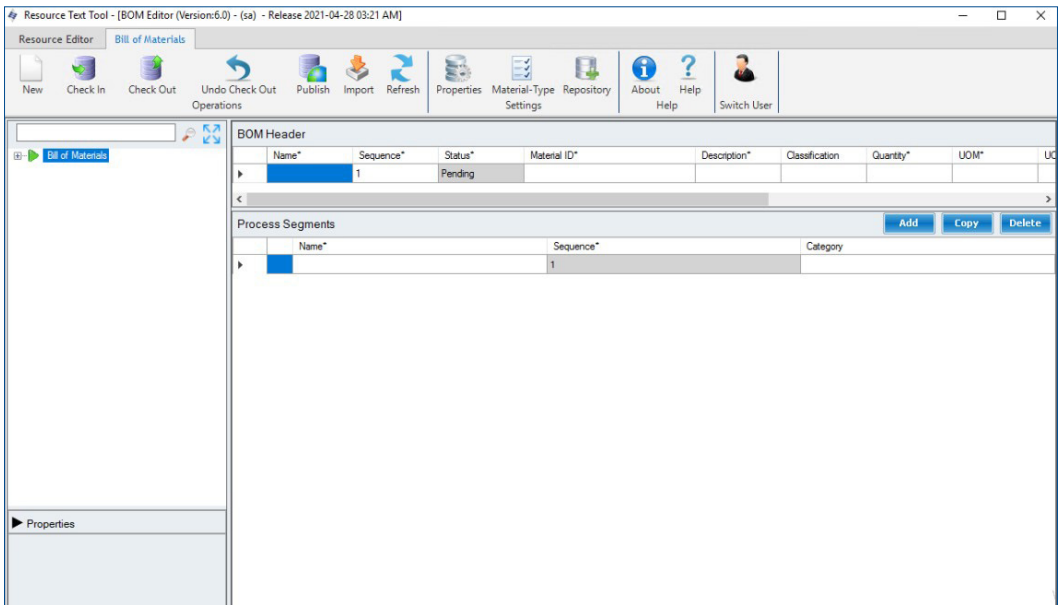 Resource Text Tool - [BOM Editor (Version:6.0) - (sa) - Release 2021-04-28 03:21 AM]
Resource Editor Bill of Materials
New Check In Check Out Undo Check Out Publish Import Refresh Properties Material-Type Repository About Help Switch User
Operations Settings Help
BOM Header
Name* Sequence* Status* Material ID* Description* Classification Quantity* UOM* UO
1 Pending
Bill of Materials
Process Segments Add Copy Delete
Name* Sequence* Category
1
Properties